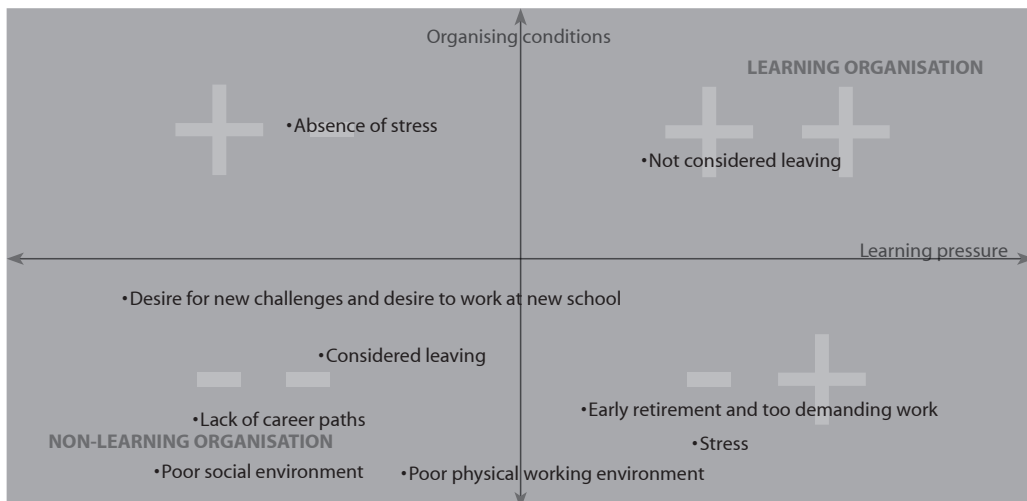 Organising conditions
LEARNING ORGANISATION
•Absence of stress
•Not considered leaving
Learning pressure
•Desire for new challenges and desire to work at new school
•Considered leaving
•Early retirement and too demanding work
•Lack of career paths
NON-LEARNING ORGANISATION
•Stress
•Poor social environment
•Poor physical working environment